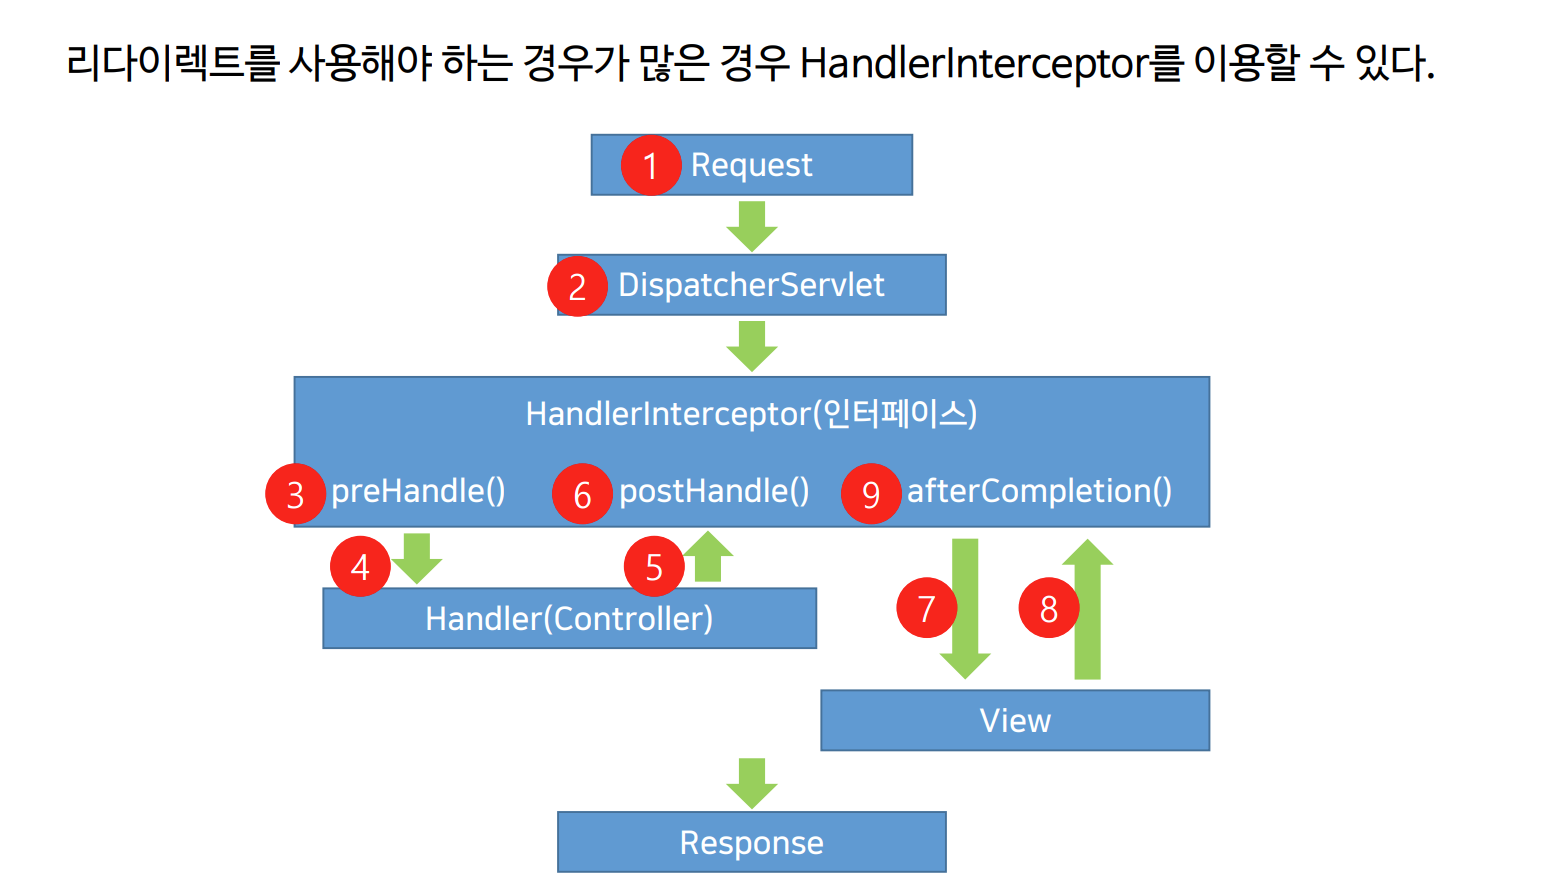 리다이렉트를 사용해야 하는 경우가 많은 경우 HandlerInterceptor를 이용할 수 있다.
1 Request
2 DispatcherServlet
HandlerInterceptor(인터페이스)
3 preHandle() 6 postHandle() 9 afterCompletion()
4 5
7 8
Handler(Controller)
View
Response